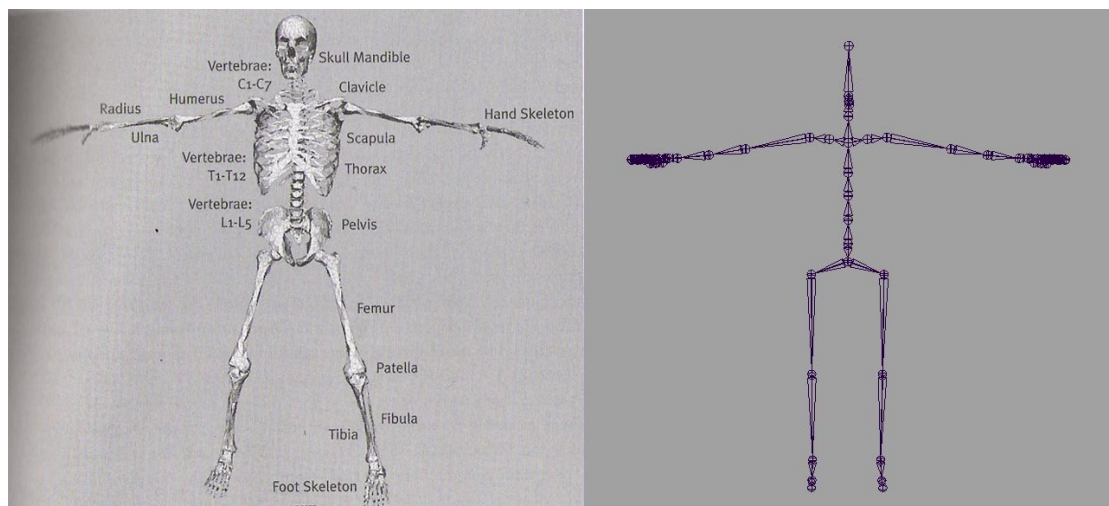 Skull Mandible
Vertebrae:
C1-C7
Clavicle
Humerus
Radius
Hand Skeleton
Ulna
Scapula
Vertebrae:
T1-T12
Thorax
Vertebrae:
L1-L5
Pelvis
Femur
Patella
Fibula
Tibia
Foot Skeleton